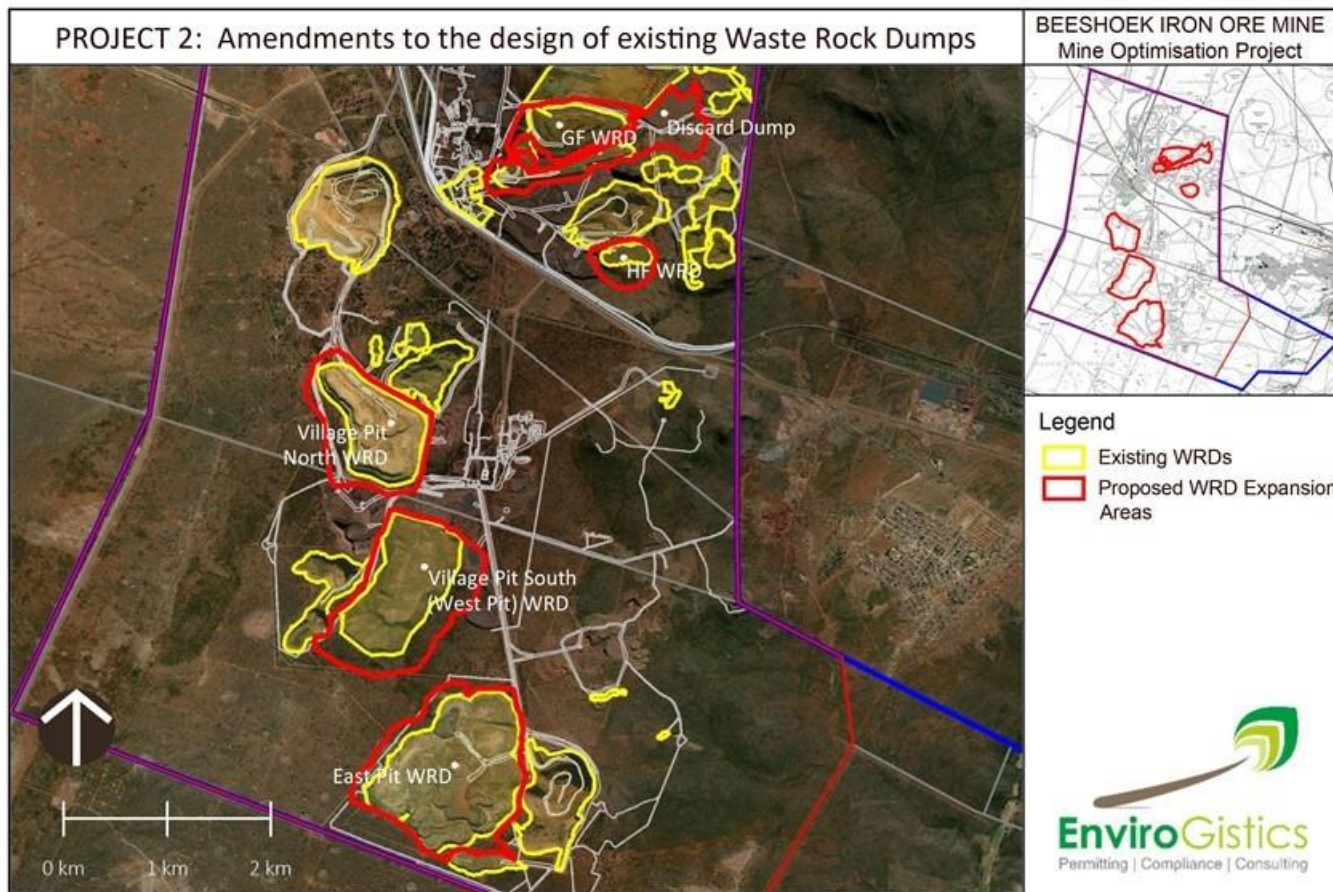 PROJECT 2: Amendments to the design of existing Waste Rock Dumps
BEESHOEK IRON ORE MINE
Mine Optimisation Project
GF WRD
Discard Dump
HF WRD
Village Pit
North WRD
Village Pit South
(West Pit) WRD
East Pit WRD
0 km
1 km
2 km
Legend
Existing WRDs
Proposed WRD Expansion
Areas
EnviroGistics
Permitting | Compliance | Consulting